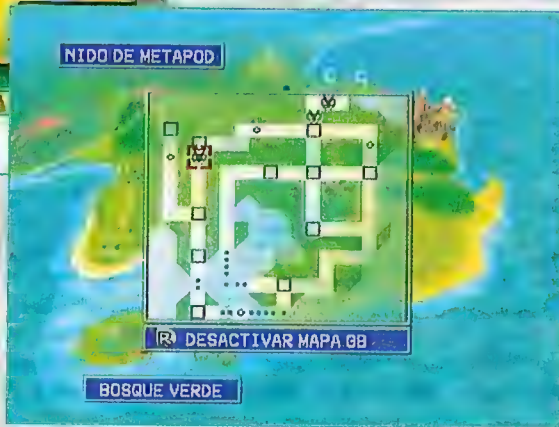 NIDO DE METAPOD
R DESACTIVAR MAPA GB
BOSQUE VERDE